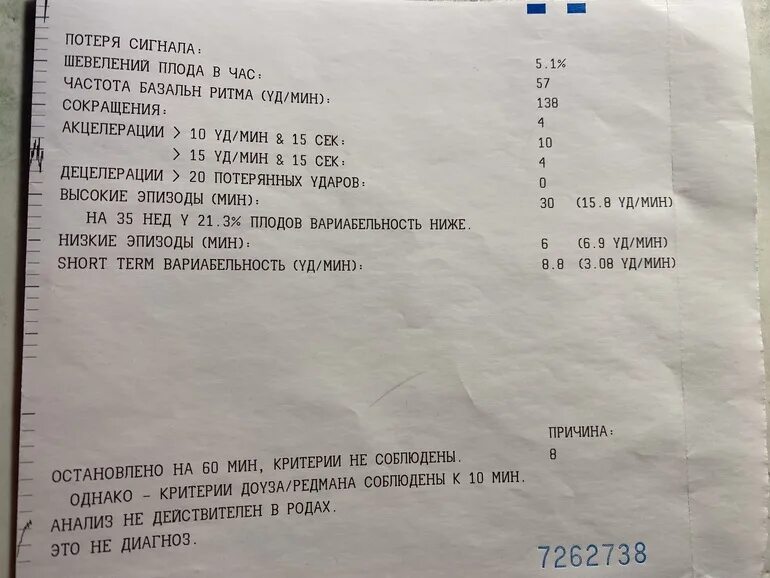 ПОТЕРЯ СИГНАЛА: 5.1%
ШЕВЕЛЕНИЙ ПЛОДА В ЧАС: 57
ЧАСТОТА БАЗАЛЬН РИТМА (УД/МИН): 138
СОКРАЩЕНИЯ: 4
АКЦЕЛЕРАЦИИ > 10 УД/МИН & 15 СЕК: 10
> 15 УД/МИН & 15 СЕК: 4
ДЕЦЕЛЕРАЦИИ > 20 ПОТЕРЯННЫХ УДАРОВ: 0
ВЫСОКИЕ ЭПИЗОДЫ (МИН): 30 (15.8 УД/МИН)
НА 35 НЕД У 21.3% ПЛОДОВ ВАРИАБЕЛЬНОСТЬ НИЖЕ.
НИЗКИЕ ЭПИЗОДЫ (МИН): 6 (6.9 УД/МИН)
SHORT TERM ВАРИАБЕЛЬНОСТЬ (УД/МИН): 8.8 (3.08 УД/МИН)
ПРИЧИНА:
ОСТАНОВЛЕНО НА 60 МИН, КРИТЕРИИ НЕ СОБЛЮДЕНЫ. 8
ОДНАКО - КРИТЕРИИ ДОУЗА/РЕДМАНА СОБЛЮДЕНЫ К 10 МИН.
АНАЛИЗ НЕ ДЕЙСТВИТЕЛЕН В РОДАХ.
ЭТО НЕ ДИАГНОЗ.
7262738